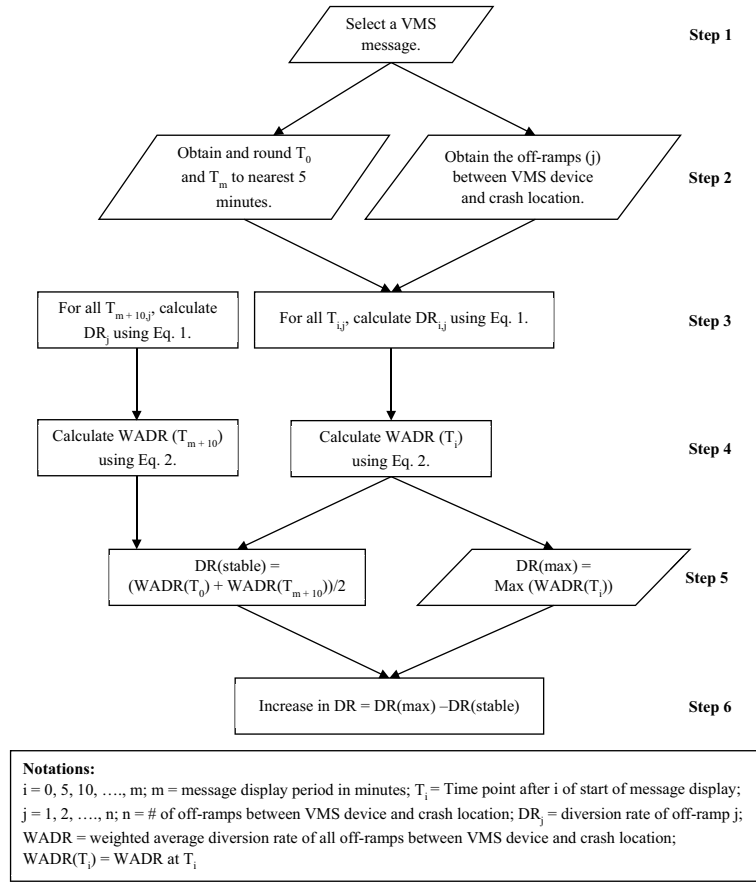 Select a VMS
message.
Step 1
Obtain and round T₀
and Tₘ to nearest 5
minutes.
Obtain the off-ramps (j)
between VMS device
and crash location.
Step 2
For all Tₘ ₊ ₁₀,ⱼ, calculate
DRⱼ using Eq. 1.
For all Tᵢ,ⱼ, calculate DRᵢ,ⱼ using Eq. 1.
Step 3
Calculate WADR (Tₘ ₊ ₁₀)
using Eq. 2.
Calculate WADR (Tᵢ)
using Eq. 2.
Step 4
DR(stable) =
(WADR(T₀) + WADR(Tₘ ₊ ₁₀))/2
DR(max) =
Max (WADR(Tᵢ))
Step 5
Increase in DR = DR(max) –DR(stable)
Step 6
Notations:
i = 0, 5, 10, …., m; m = message display period in minutes; Tᵢ = Time point after i of start of message display;
j = 1, 2, …., n; n = # of off-ramps between VMS device and crash location; DRⱼ = diversion rate of off-ramp j;
WADR = weighted average diversion rate of all off-ramps between VMS device and crash location;
WADR(Tᵢ) = WADR at Tᵢ